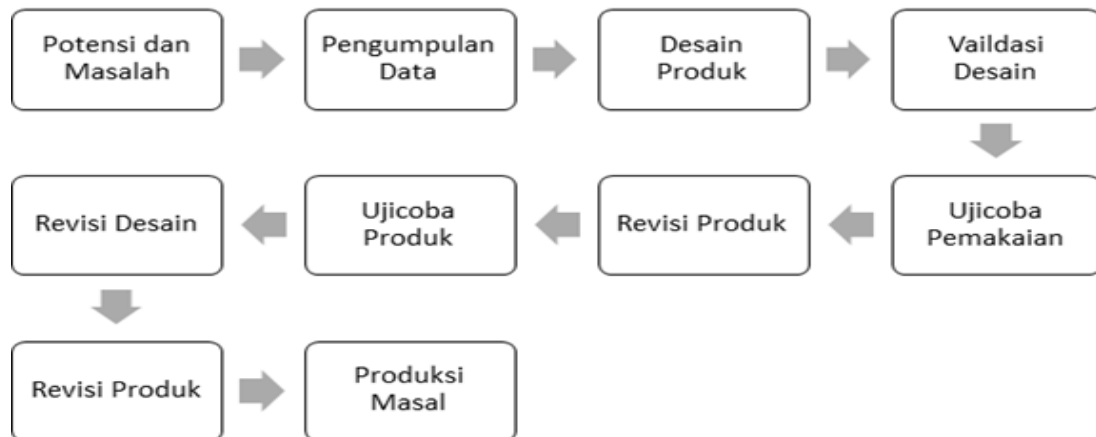 Potensi dan
Masalah
Pengumpulan
Data
Desain
Produk
Vaildasi
Desain
Revisi Desain
Ujicoba
Produk
Revisi Produk
Ujicoba
Pemakaian
Revisi Produk
Produksi
Masal